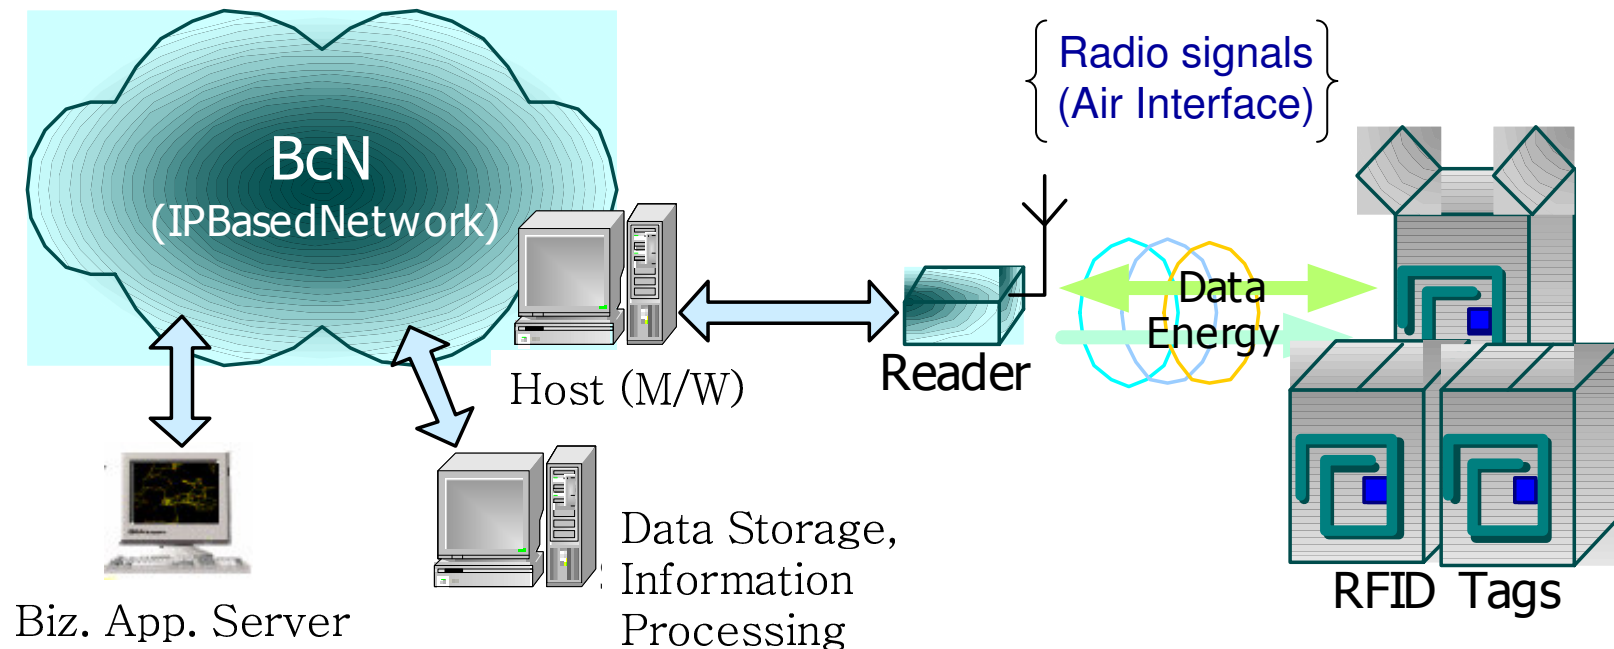 Radio signals
(Air Interface)
BcN
(IPBasedNetwork)
Data
Energy
Reader
Host (M/W)
Data Storage,
Information
Processing
RFID Tags
Biz. App. Server